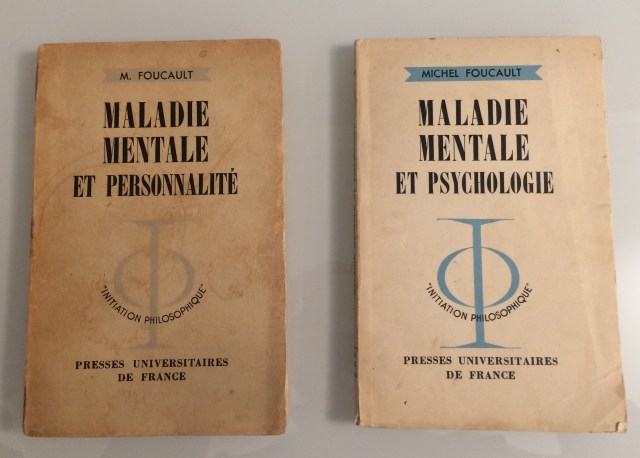 M. FOUCAULT
MALADIE
MENTALE
ET PERSONNALITÉ
"INITIATION PHILOSOPHIQUE"
PRESSES UNIVERSITAIRES
DE FRANCE
MICHEL FOUCAULT
MALADIE
MENTALE
ET PSYCHOLOGIE
"INITIATION PHILOSOPHIQUE"
PRESSES UNIVERSITAIRES
DE FRANCE